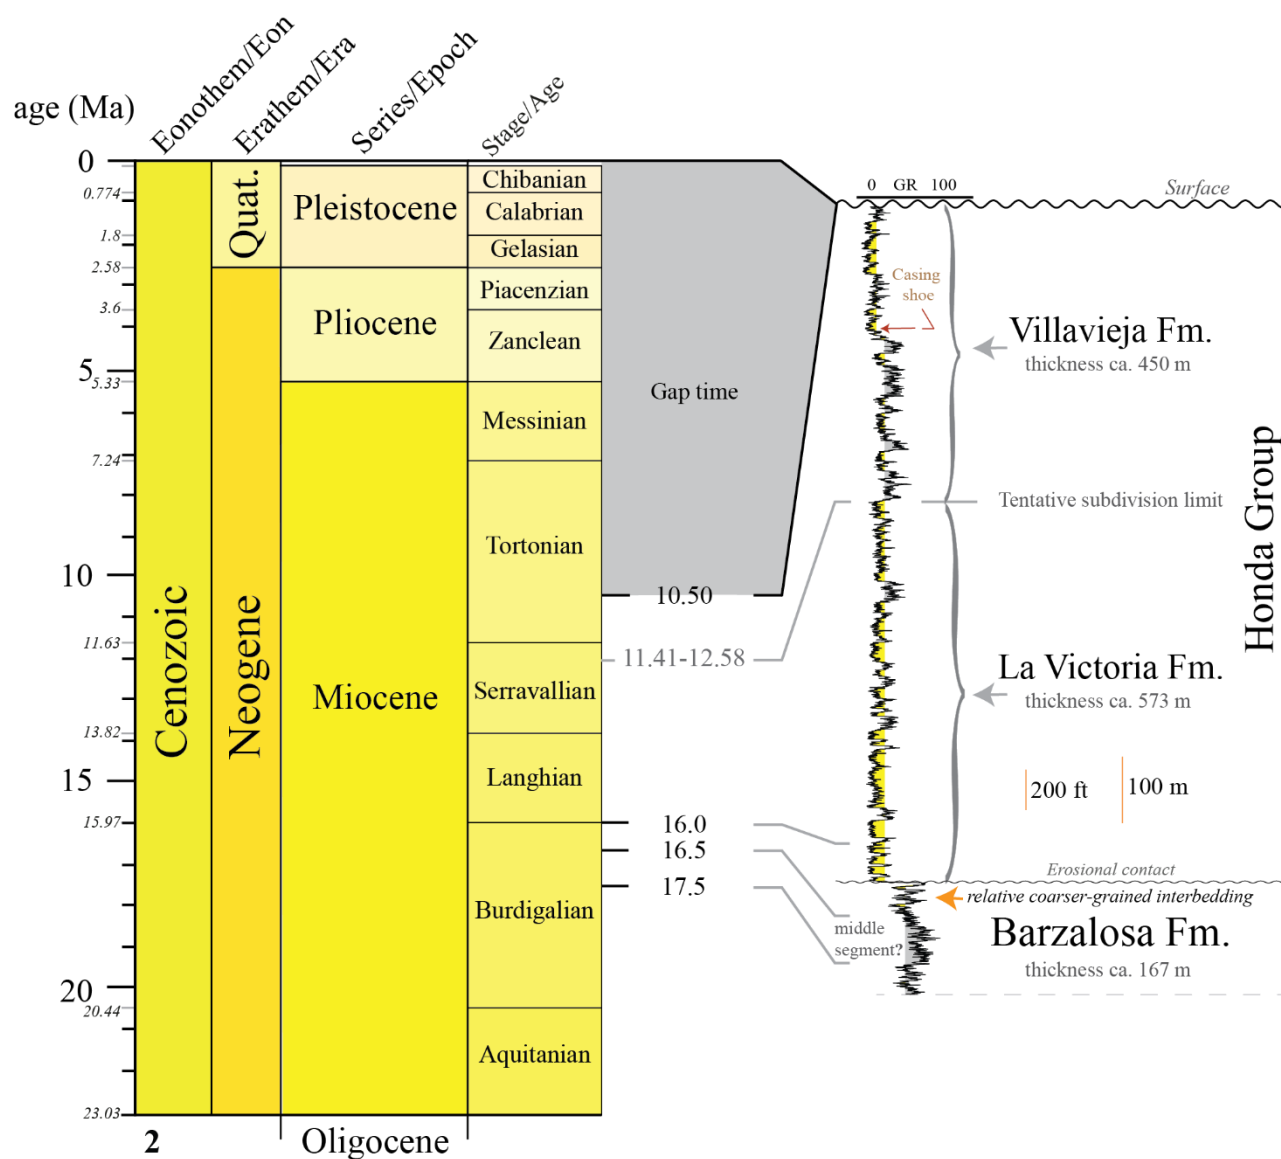 Eonothem/Eon
Erathem/Era
Series/Epoch
Stage/Age
age (Ma)
0
0.774
1.8
2.58
3.6
5
5.33
7.24
10
11.63
13.82
15
15.97
20
20.44
23.03
Cenozoic
Quat.
Neogene
Pleistocene
Pliocene
Miocene
Oligocene
Chibanian
Calabrian
Gelasian
Piacenzian
Zanclean
Messinian
Tortonian
Serravallian
Langhian
Burdigalian
Aquitanian
Gap time
10.50
11.41-12.58
16.0
16.5
17.5
0 GR 100
Surface
Casing
shoe
Villavieja Fm.
thickness ca. 450 m
Tentative subdivision limit
Honda Group
La Victoria Fm.
thickness ca. 573 m
200 ft
100 m
Erosional contact
relative coarser-grained interbedding
middle
segment?
Barzalosa Fm.
thickness ca. 167 m
2